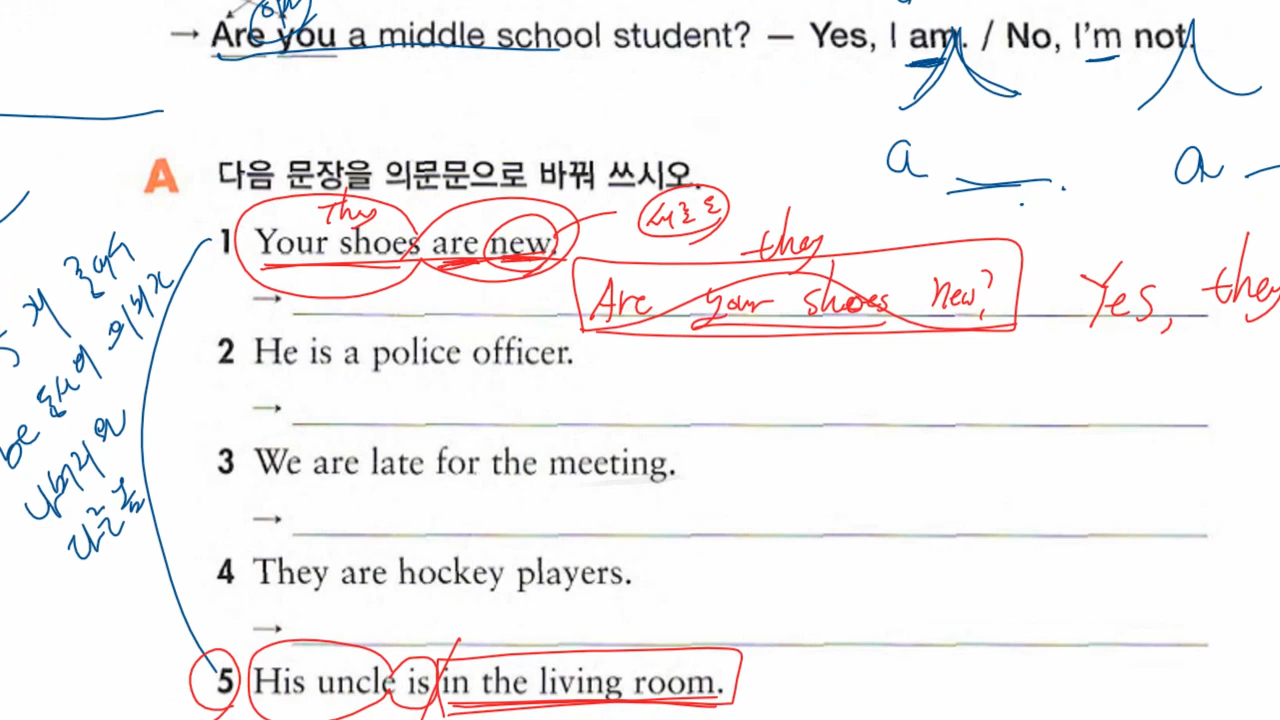 → Are you a middle school student? — Yes, I am. / No, I'm not.
a
a
A 다음 문장을 의문문으로 바꿔 쓰시오.
They
1 Your shoes are new.
새로운
they
→ Are your shoes new? Yes, they
2 He is a police officer.
→
3 We are late for the meeting.
→
4 They are hockey players.
→
5 His uncle is in the living room.
be